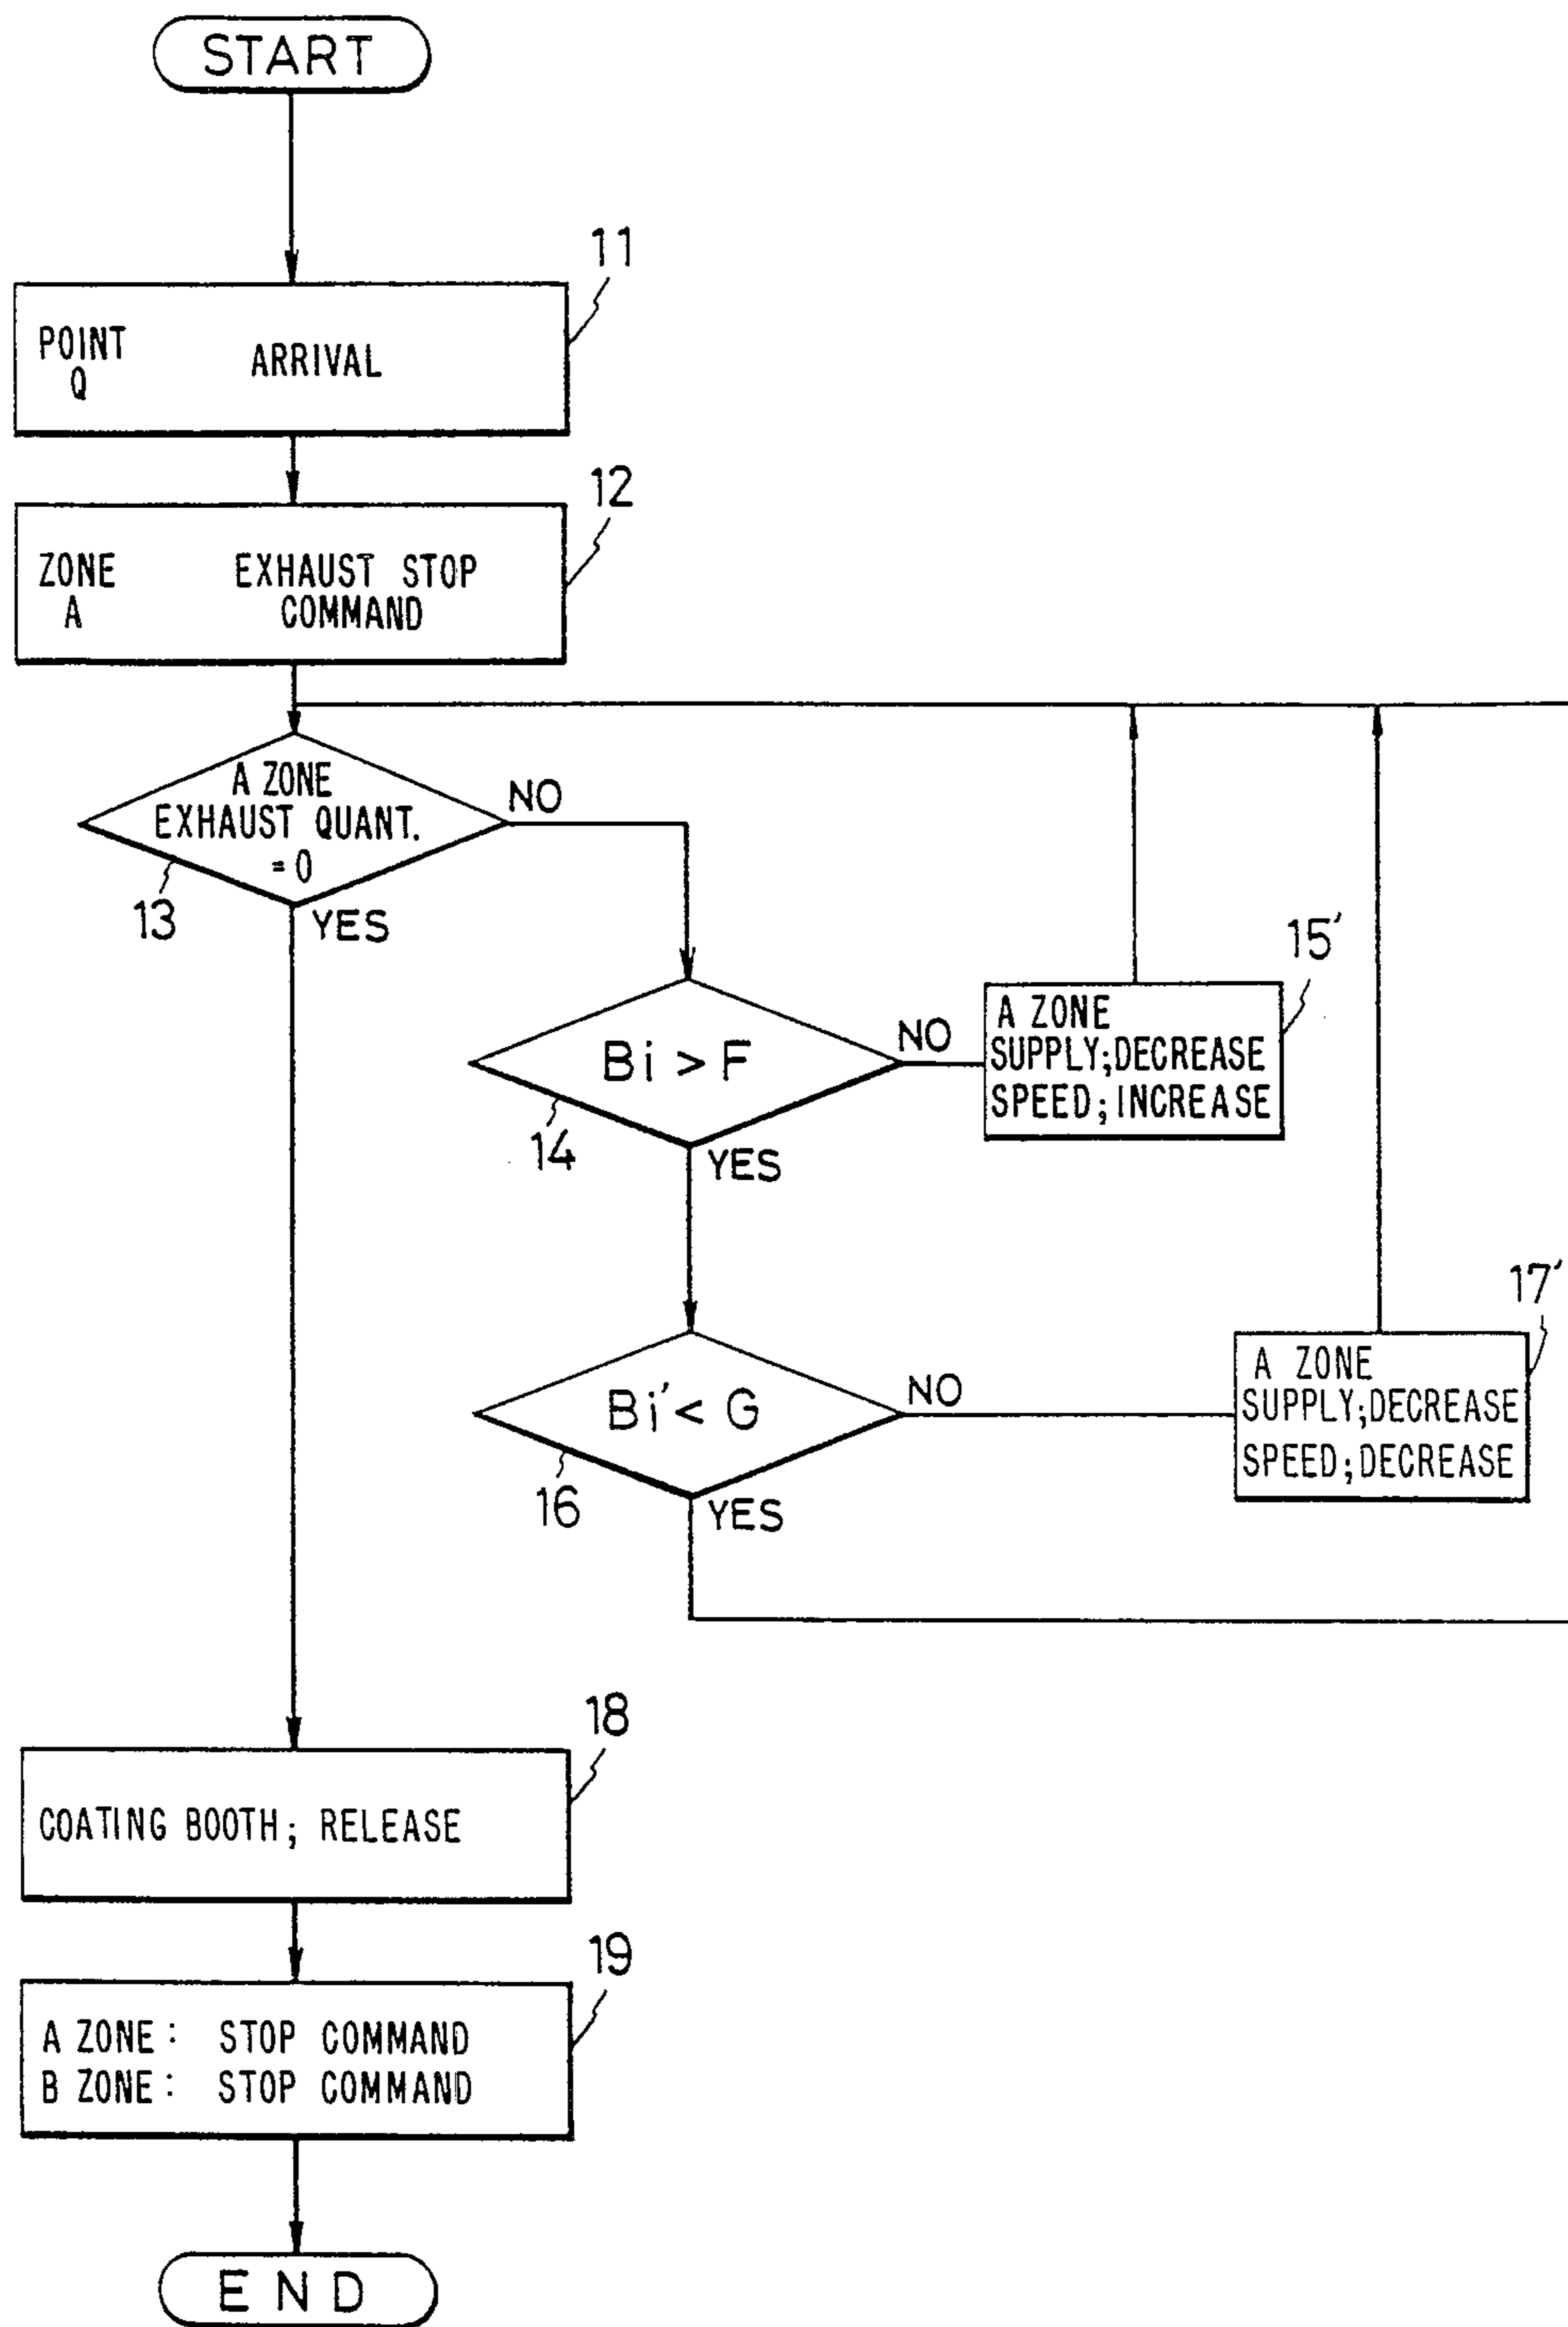 START
11
POINT ARRIVAL
Q
12
ZONE EXHAUST STOP
A COMMAND
A ZONE
EXHAUST QUANT.
= 0
NO
13
YES
Bi > F
NO
14
YES
15′
A ZONE
SUPPLY;DECREASE
SPEED;INCREASE
Bi′ < G
NO
16
YES
17′
A ZONE
SUPPLY;DECREASE
SPEED;DECREASE
18
COATING BOOTH; RELEASE
19
A ZONE: STOP COMMAND
B ZONE: STOP COMMAND
END